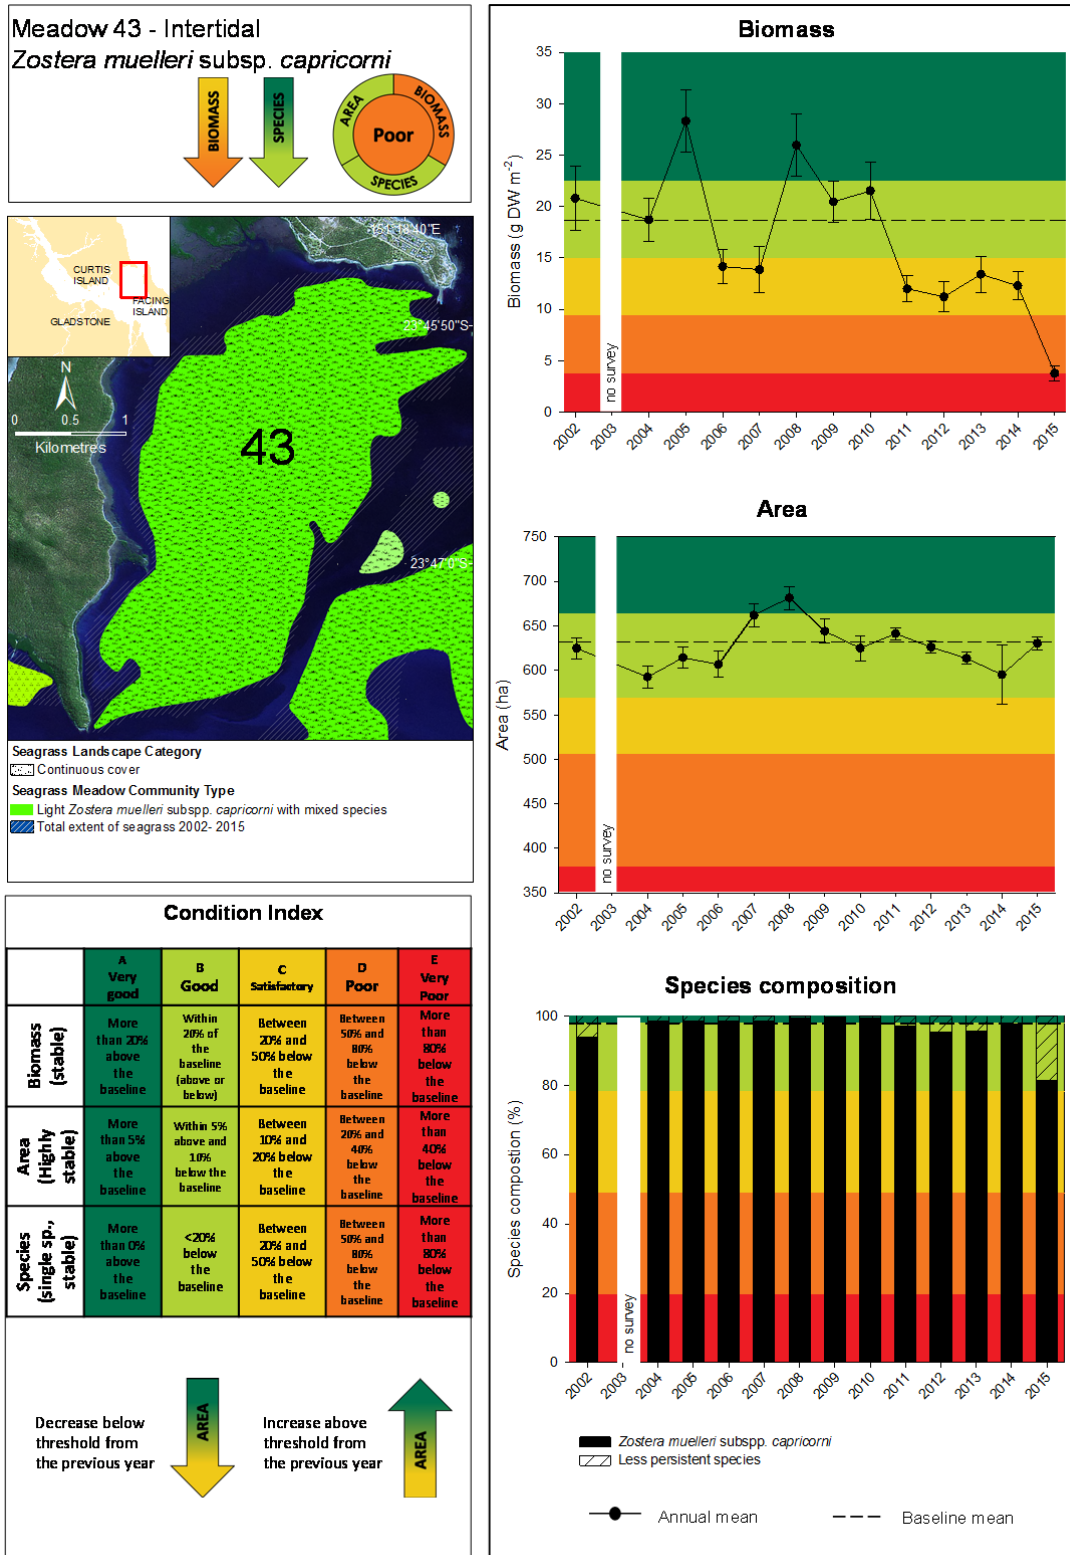 Meadow 43 - Intertidal
Zostera muelleri subsp. capricorni
BIOMASS
SPECIES
AREA
BIOMASS
SPECIES
Poor
CURTIS
ISLAND
FACING
ISLAND
GLADSTONE
N
0 0.5 1
Kilometres
151°18'40"E
23°45'50"S
43
23°47'0"S
Seagrass Landscape Category
Continuous cover
Seagrass Meadow Community Type
Light Zostera muelleri subspp. capricorni with mixed species
Total extent of seagrass 2002- 2015
Condition Index
A
Very
good
B
Good
C
Satisfactory
D
Poor
E
Very
Poor
Biomass
(stable)
More
than 20%
above
the
baseline
Within
20% of
the
baseline
(above or
below)
Between
20% and
50% below
the
baseline
Between
50% and
80%
below
the
baseline
More
than
80%
below
the
baseline
Area
(Highly
stable)
More
than 5%
above
the
baseline
Within 5%
above and
10%
below the
baseline
Between
10% and
20% below
the
baseline
Between
20% and
40%
below
the
baseline
More
than
40%
below
the
baseline
Species
(single sp.,
stable)
More
than 0%
above
the
baseline
<20%
below
the
baseline
Between
20% and
50% below
the
baseline
Between
50% and
80%
below
the
baseline
More
than
80%
below
the
baseline
Decrease below
threshold from
the previous year
AREA
Increase above
threshold from
the previous year
AREA
Biomass
Biomass (g DW m-2)
35
30
25
20
15
10
5
0
no survey
2002 2003 2004 2005 2006 2007 2008 2009 2010 2011 2012 2013 2014 2015
Area
Area (ha)
750
700
650
600
550
500
450
400
350
no survey
2002 2003 2004 2005 2006 2007 2008 2009 2010 2011 2012 2013 2014 2015
Species composition
Species compostion (%)
100
80
60
40
20
0
no survey
2002 2003 2004 2005 2006 2007 2008 2009 2010 2011 2012 2013 2014 2015
Zostera muelleri subspp. capricorni
Less persistent species
Annual mean
Baseline mean